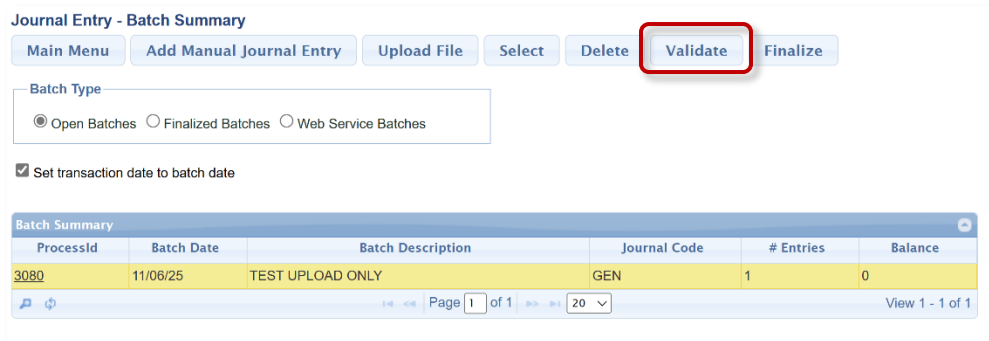 Journal Entry - Batch Summary
Main Menu Add Manual Journal Entry Upload File Select Delete Validate Finalize
Batch Type
Open Batches Finalized Batches Web Service Batches
Set transaction date to batch date
Batch Summary
ProcessId Batch Date Batch Description Journal Code # Entries Balance
3080 11/06/25 TEST UPLOAD ONLY GEN 1 0
Page 1 of 1 20 View 1 - 1 of 1